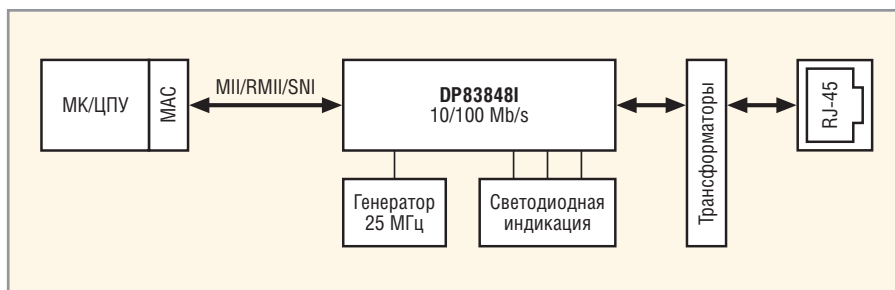 МК/ЦПУ
MAC
MII/RMII/SNI
DP83848I
10/100 Mb/s
Генератор
25 МГц
Светодиодная
индикация
Трансформаторы
RJ-45